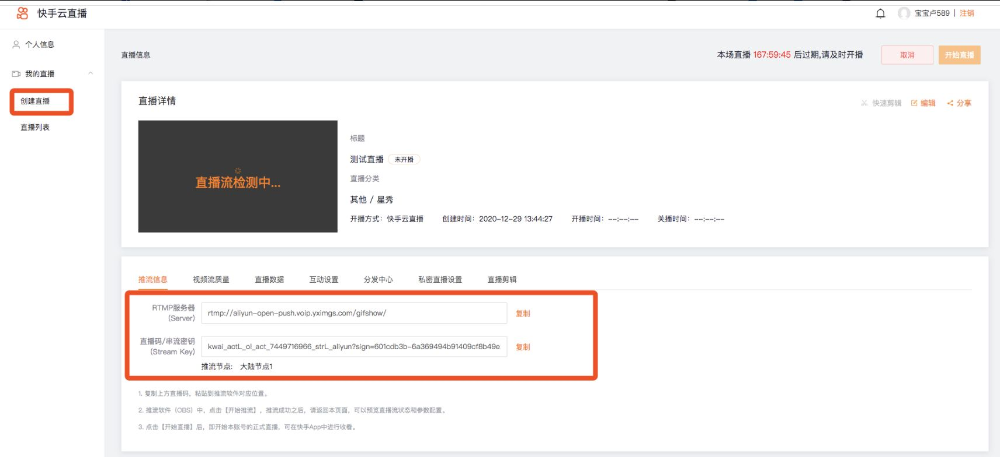 快手云直播
宝宝卢589 | 注销
个人信息
我的直播
创建直播
直播列表
直播信息
本场直播 167:59:45 后过期,请及时开播
取消
开始直播
直播详情
快速剪辑
编辑
分享
直播流检测中...
标题
测试直播 未开播
直播分类
其他 / 星秀
开播方式：快手云直播 创建时间：2020-12-29 13:44:27 开播时间：--:--:-- 关播时间：--:--:--
推流信息 视频流质量 直播数据 互动设置 分发中心 私密直播设置 直播剪辑
RTMP服务器
(Server)
rtmp://aliyun-open-push.voip.yximgs.com/gifshow/
复制
直播码/串流密钥
(Stream Key)
kwai_actL_ol_act_7449716966_strL_aliyun?sign=601cdb3b-6a369494b91409cf8b49e
复制
推流节点： 大陆节点1
1. 复制上方直播码，粘贴到推流软件对应位置。
2. 推流软件（OBS）中，点击【开始推流】，推流成功之后，请返回本页面，可以预览直播流状态和参数配置。
3. 点击【开始直播】后，即开始本账号的正式直播，可在快手App中进行收看。